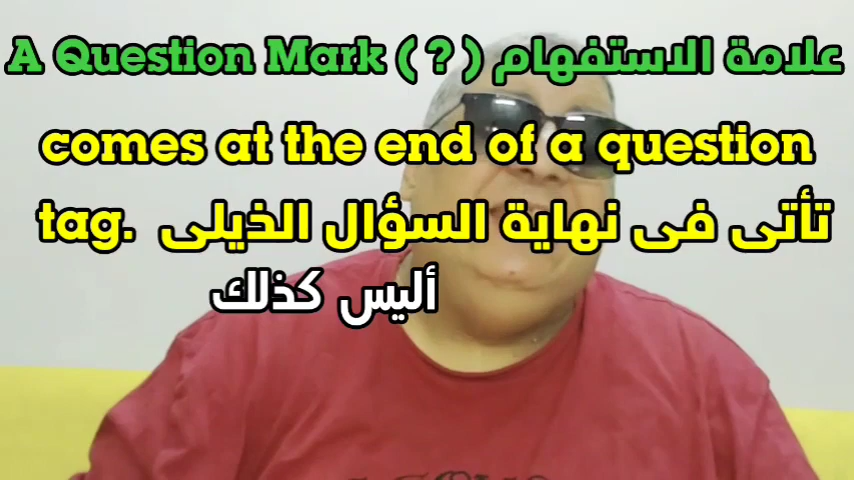 A Question Mark ( ? ) علامة الاستفهام
comes at the end of a question
tag. تأتى فى نهاية السؤال الذيلى
أليس كذلك